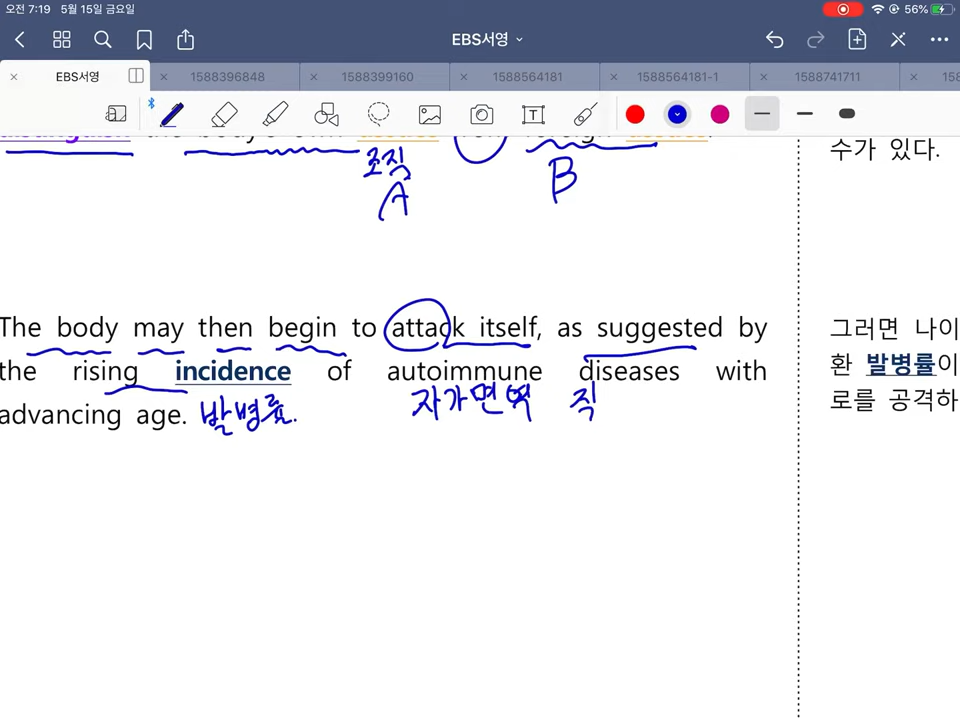 오전 7:19 5월 15일 금요일
56%
EBS서영
EBS서영 1588396848 1588399160 1588564181 1588564181-1 1588741711 158
수가 있다.
조직
A B
The body may then begin to attack itself, as suggested by
그러면 나이
the rising incidence of autoimmune diseases with
환 발병률이
자가면역 직
advancing age. 발병률.
로를 공격하